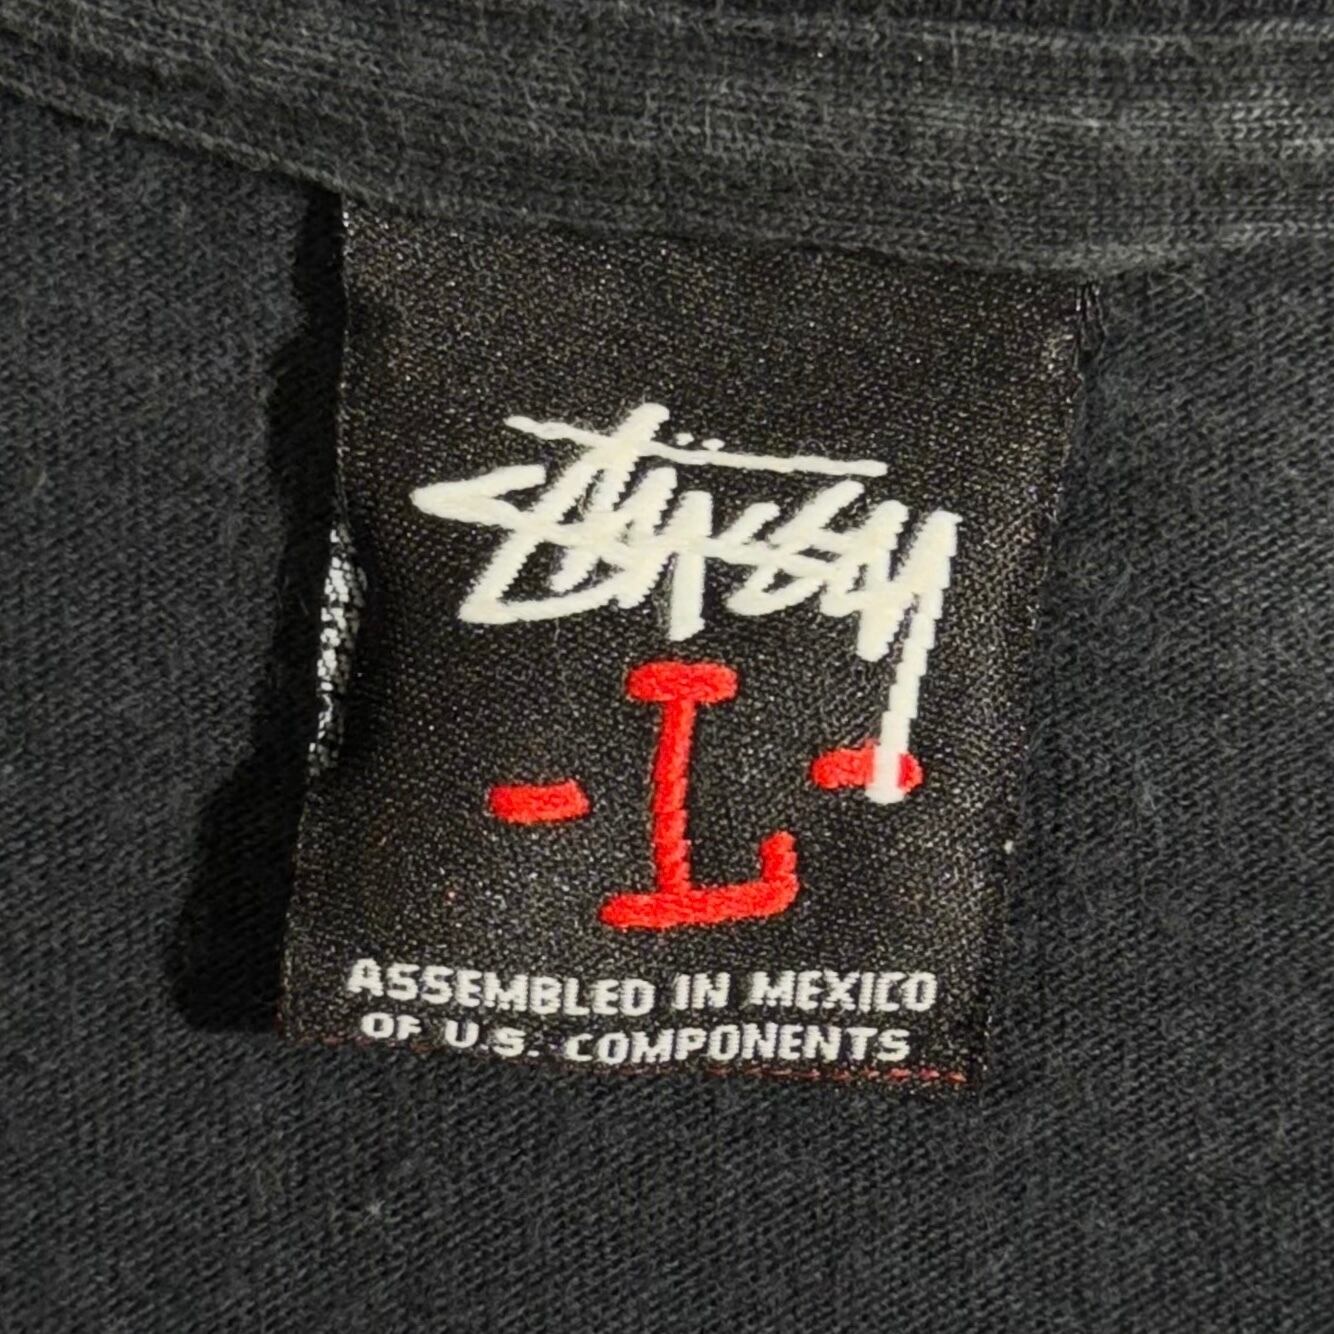 Stüssy
- L -
ASSEMBLED IN MEXICO
OF U.S. COMPONENTS